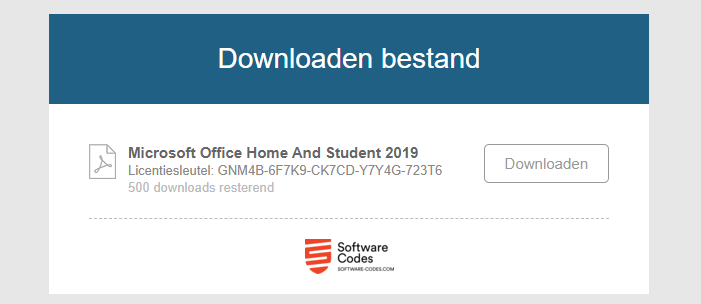 Downloaden bestand
Microsoft Office Home And Student 2019
Licentiesleutel: GNM4B-6F7K9-CK7CD-Y7Y4G-723T6
500 downloads resterend
Downloaden
Software
Codes
SOFTWARE-CODES.COM